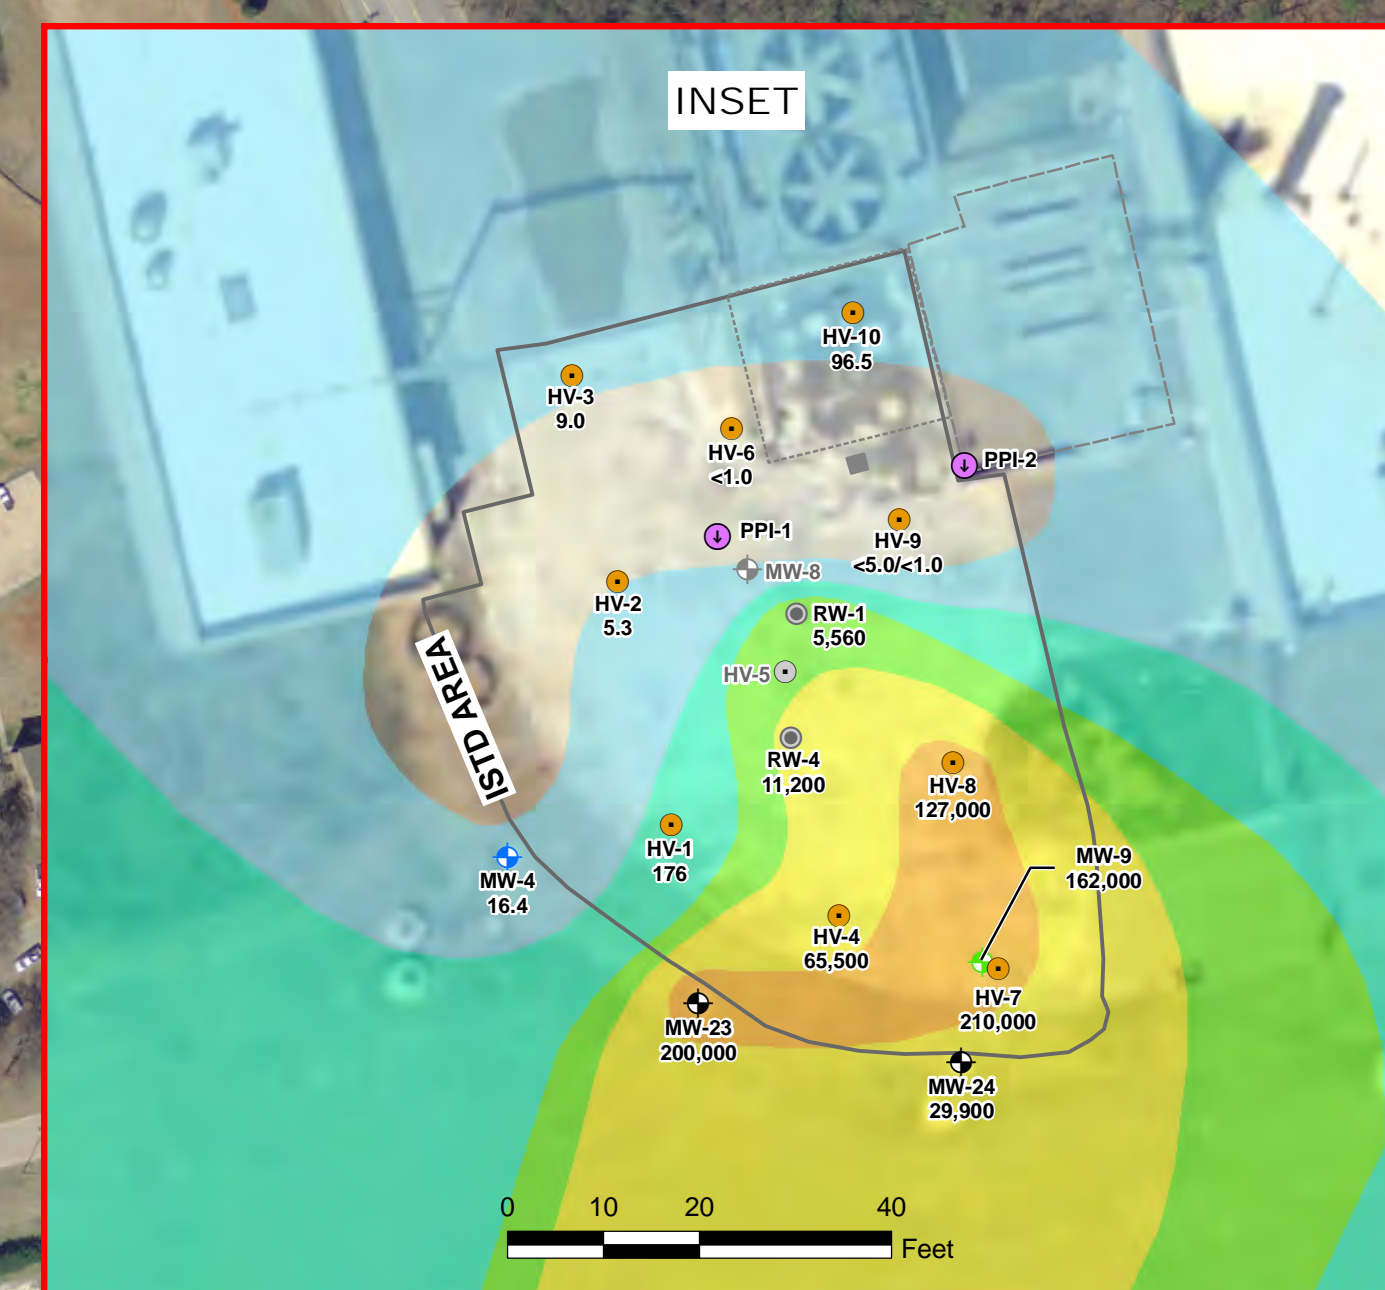 INSET
HV-10
96.5
HV-3
9.0
HV-6
<1.0
PPI-2
HV-9
<5.0/<1.0
PPI-1
MW-8
HV-2
5.3
RW-1
5,560
HV-5
ISTD AREA
RW-4
11,200
HV-8
127,000
HV-1
176
MW-9
162,000
MW-4
16.4
HV-4
65,500
HV-7
210,000
MW-23
200,000
MW-24
29,900
0 10 20 40
Feet